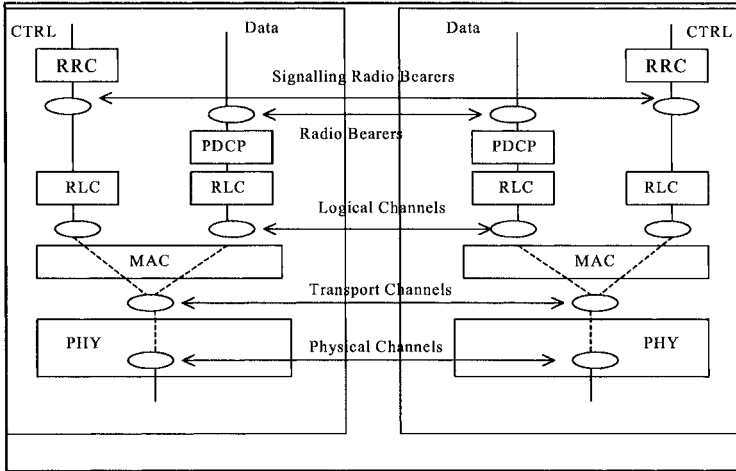 CTRL
Data
Data
CTRL
RRC
RRC
Signalling Radio Bearers
Radio Bearers
PDCP
PDCP
RLC
RLC
RLC
RLC
Logical Channels
MAC
MAC
Transport Channels
PHY
Physical Channels
PHY